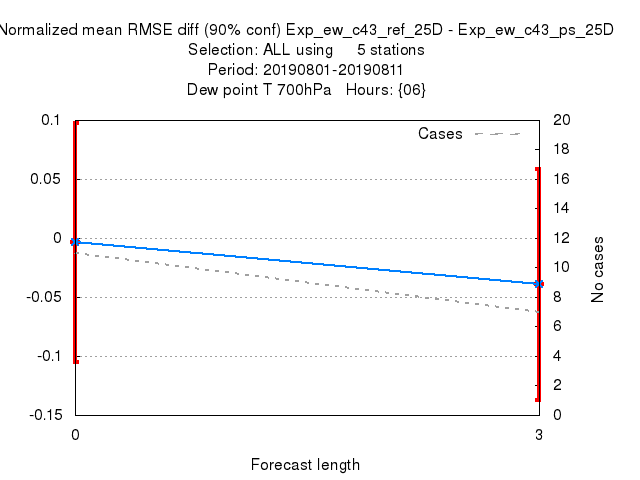 Normalized mean RMSE diff (90% conf) Exp_ew_c43_ref_25D - Exp_ew_c43_ps_25D
Selection: ALL using 5 stations
Period: 20190801-20190811
Dew point T 700hPa Hours: {06}
Cases
0.1
0.05
0
-0.05
-0.1
-0.15
20
18
16
14
12
10
8
6
4
2
0
No cases
0
3
Forecast length